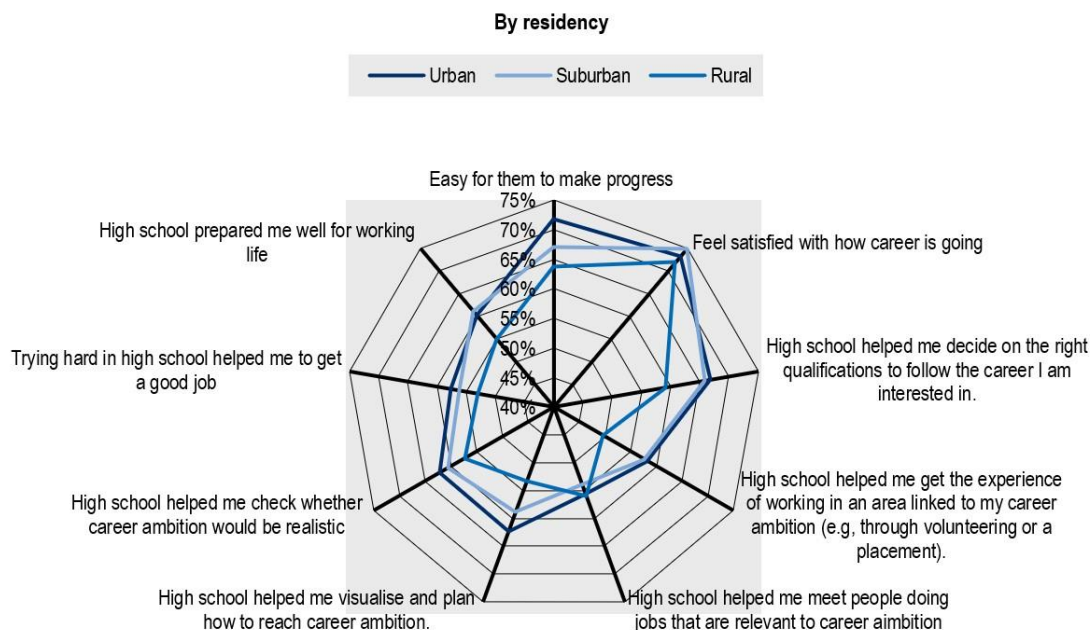 By residency
Urban
Suburban
Rural
Easy for them to make progress
75%
70%
65%
60%
55%
50%
45%
40%
Feel satisfied with how career is going
High school helped me decide on the right
qualifications to follow the career I am
interested in.
High school helped me get the experience
of working in an area linked to my career
ambition (e.g, through volunteering or a
placement).
High school helped me meet people doing
jobs that are relevant to career aimbition
High school helped me visualise and plan
how to reach career ambition.
High school helped me check whether
career ambition would be realistic
Trying hard in high school helped me to get
a good job
High school prepared me well for working
life